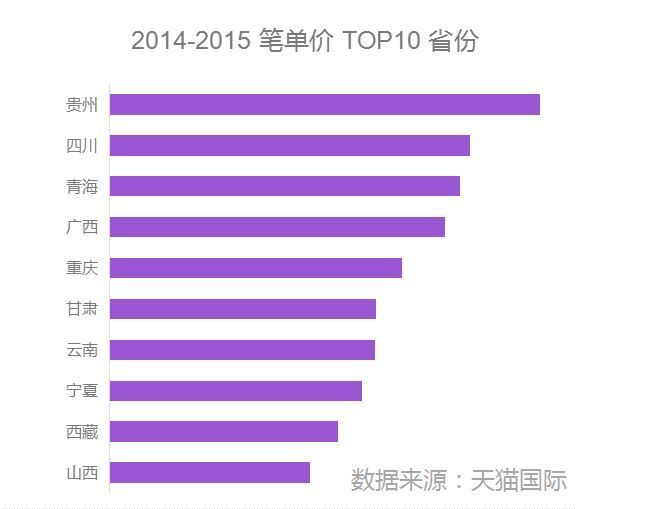 2014-2015 笔单价 TOP10 省份
贵州
四川
青海
广西
重庆
甘肃
云南
宁夏
西藏
山西
数据来源：天猫国际